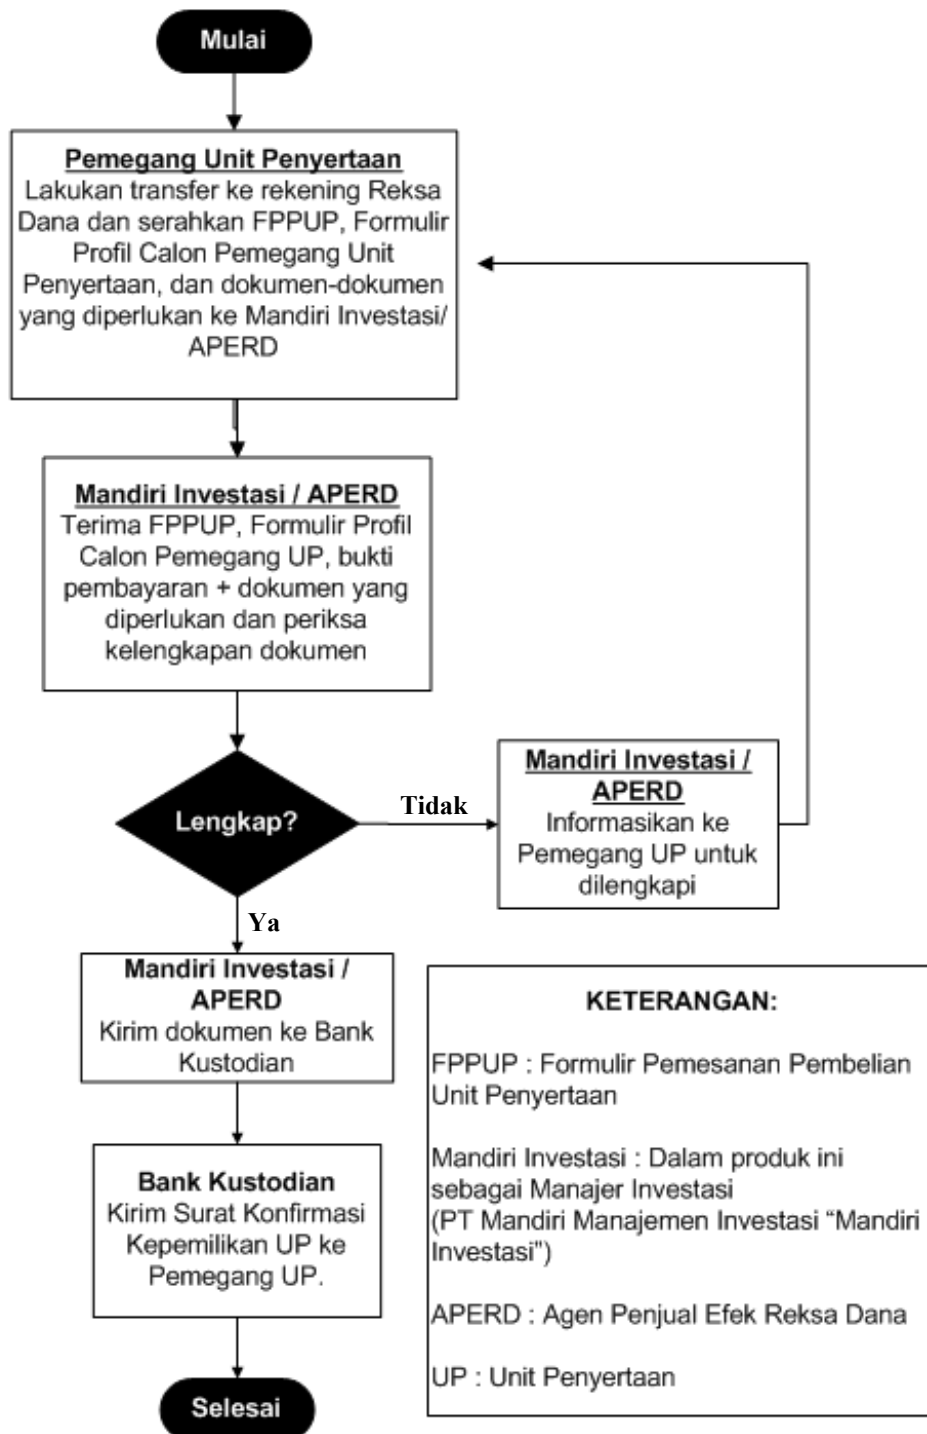 Mulai
Pemegang Unit Penyertaan
Lakukan transfer ke rekening Reksa
Dana dan serahkan FPPUP, Formulir
Profil Calon Pemegang Unit
Penyertaan, dan dokumen-dokumen
yang diperlukan ke Mandiri Investasi/
APERD
Mandiri Investasi / APERD
Terima FPPUP, Formulir Profil
Calon Pemegang UP, bukti
pembayaran + dokumen yang
diperlukan dan periksa
kelengkapan dokumen
Lengkap?
Tidak
Mandiri Investasi /
APERD
Informasikan ke
Pemegang UP untuk
dilengkapi
Ya
Mandiri Investasi /
APERD
Kirim dokumen ke Bank
Kustodian
Bank Kustodian
Kirim Surat Konfirmasi
Kepemilikan UP ke
Pemegang UP.
Selesai
KETERANGAN:
FPPUP : Formulir Pemesanan Pembelian
Unit Penyertaan
Mandiri Investasi : Dalam produk ini
sebagai Manajer Investasi
(PT Mandiri Manajemen Investasi “Mandiri
Investasi”)
APERD : Agen Penjual Efek Reksa Dana
UP : Unit Penyertaan